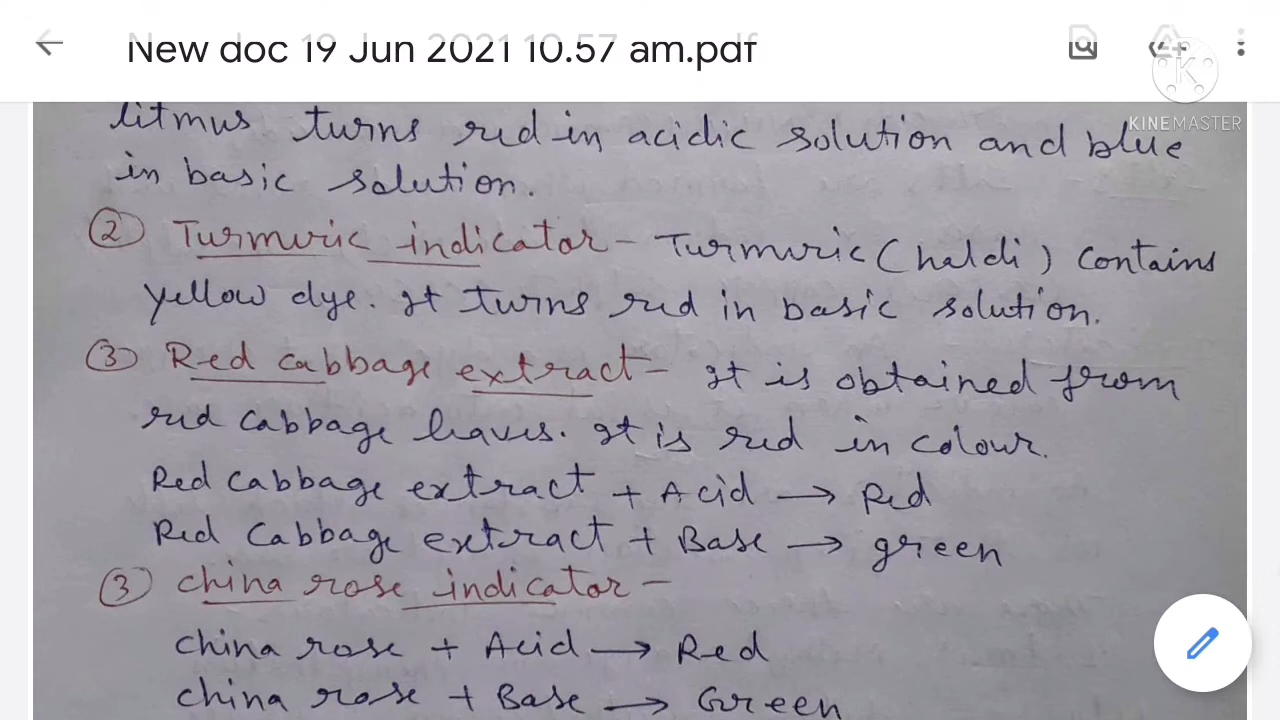 New doc 19 Jun 2021 10.57 am.pdf
K
KINEMASTER
litmus turns red in acidic solution and blue
in basic solution.
② Turmuric indicator - Turmuric (haldi) contains
yellow dye. It turns red in basic solution.
③ Red cabbage extract - It is obtained from
red cabbage leaves. It is red in colour.
Red cabbage extract + Acid → Red
Red Cabbage extract + Base → green
③ china rose indicator -
china rose + Acid → Red
china rose + Base → Green